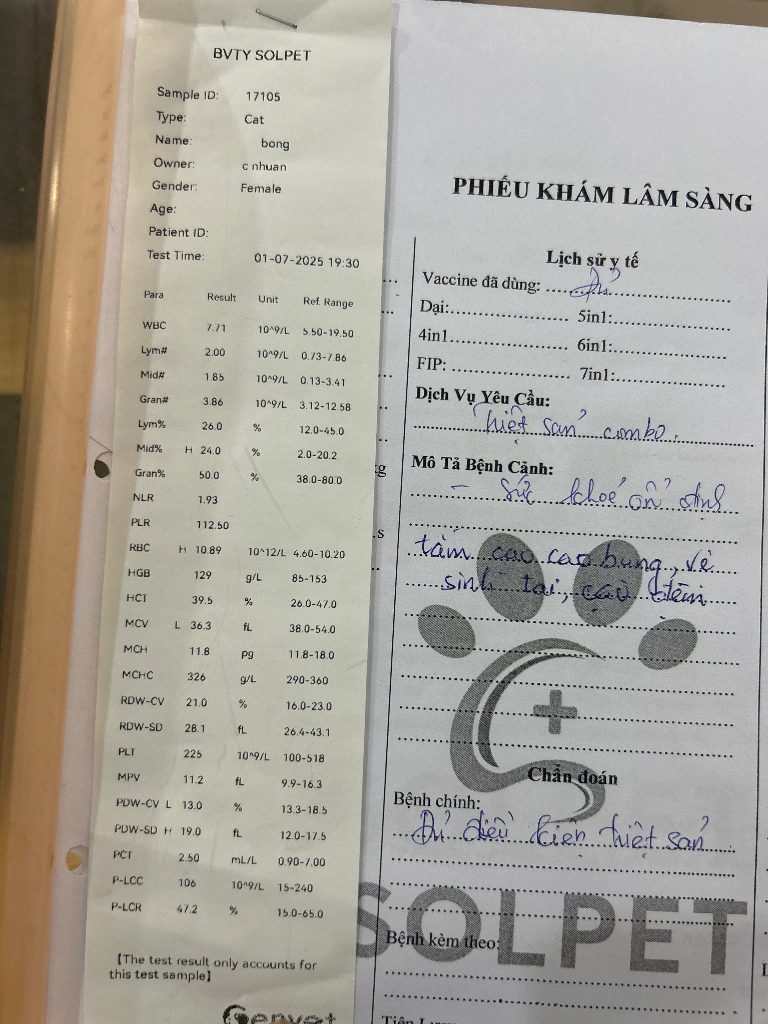 BVTY SOLPET
Sample ID: 17105
Type: Cat
Name: bong
Owner: c nhuan
Gender: Female
Age:
Patient ID:
Test Time: 01-07-2025 19:30
Para Result Unit Ref. Range
WBC 7.71 10^9/L 5.50-19.50
Lym# 2.00 10^9/L 0.73-7.86
Mid# 1.85 10^9/L 0.13-3.41
Gran# 3.86 10^9/L 3.12-12.58
Lym% 26.0 % 12.0-45.0
Mid% H 24.0 % 2.0-20.2
Gran% 50.0 % 38.0-80.0
NLR 1.93
PLR 112.50
RBC H 10.89 10^12/L 4.60-10.20
HGB 129 g/L 85-153
HCT 39.5 % 26.0-47.0
MCV L 36.3 fL 38.0-54.0
MCH 11.8 pg 11.8-18.0
MCHC 326 g/L 290-360
RDW-CV 21.0 % 16.0-23.0
RDW-SD 28.1 fL 26.4-43.1
PLT 225 10^9/L 100-518
MPV 11.2 fL 9.9-16.3
PDW-CV L 13.0 % 13.3-18.5
PDW-SD H 19.0 fL 12.0-17.5
PCT 2.50 mL/L 0.90-7.00
P-LCC 106 10^9/L 15-240
P-LCR 47.2 % 15.0-65.0
【The test result only accounts for
this test sample】
Genvet
PHIẾU KHÁM LÂM SÀNG
Lịch sử y tế
Vaccine đã dùng: đủ
Dại: 5in1:
4in1 6in1:
FIP: 7in1:
Dịch Vụ Yêu Cầu:
triệt sản combo.
Mô Tả Bệnh Cảnh:
- sức khoẻ ổn định
tắm cạo cao bụng, vệ
sinh tai,
Chẩn đoán
Bệnh chính:
Đủ điều kiện triệt sản
SOLPET
Bệnh kèm theo: